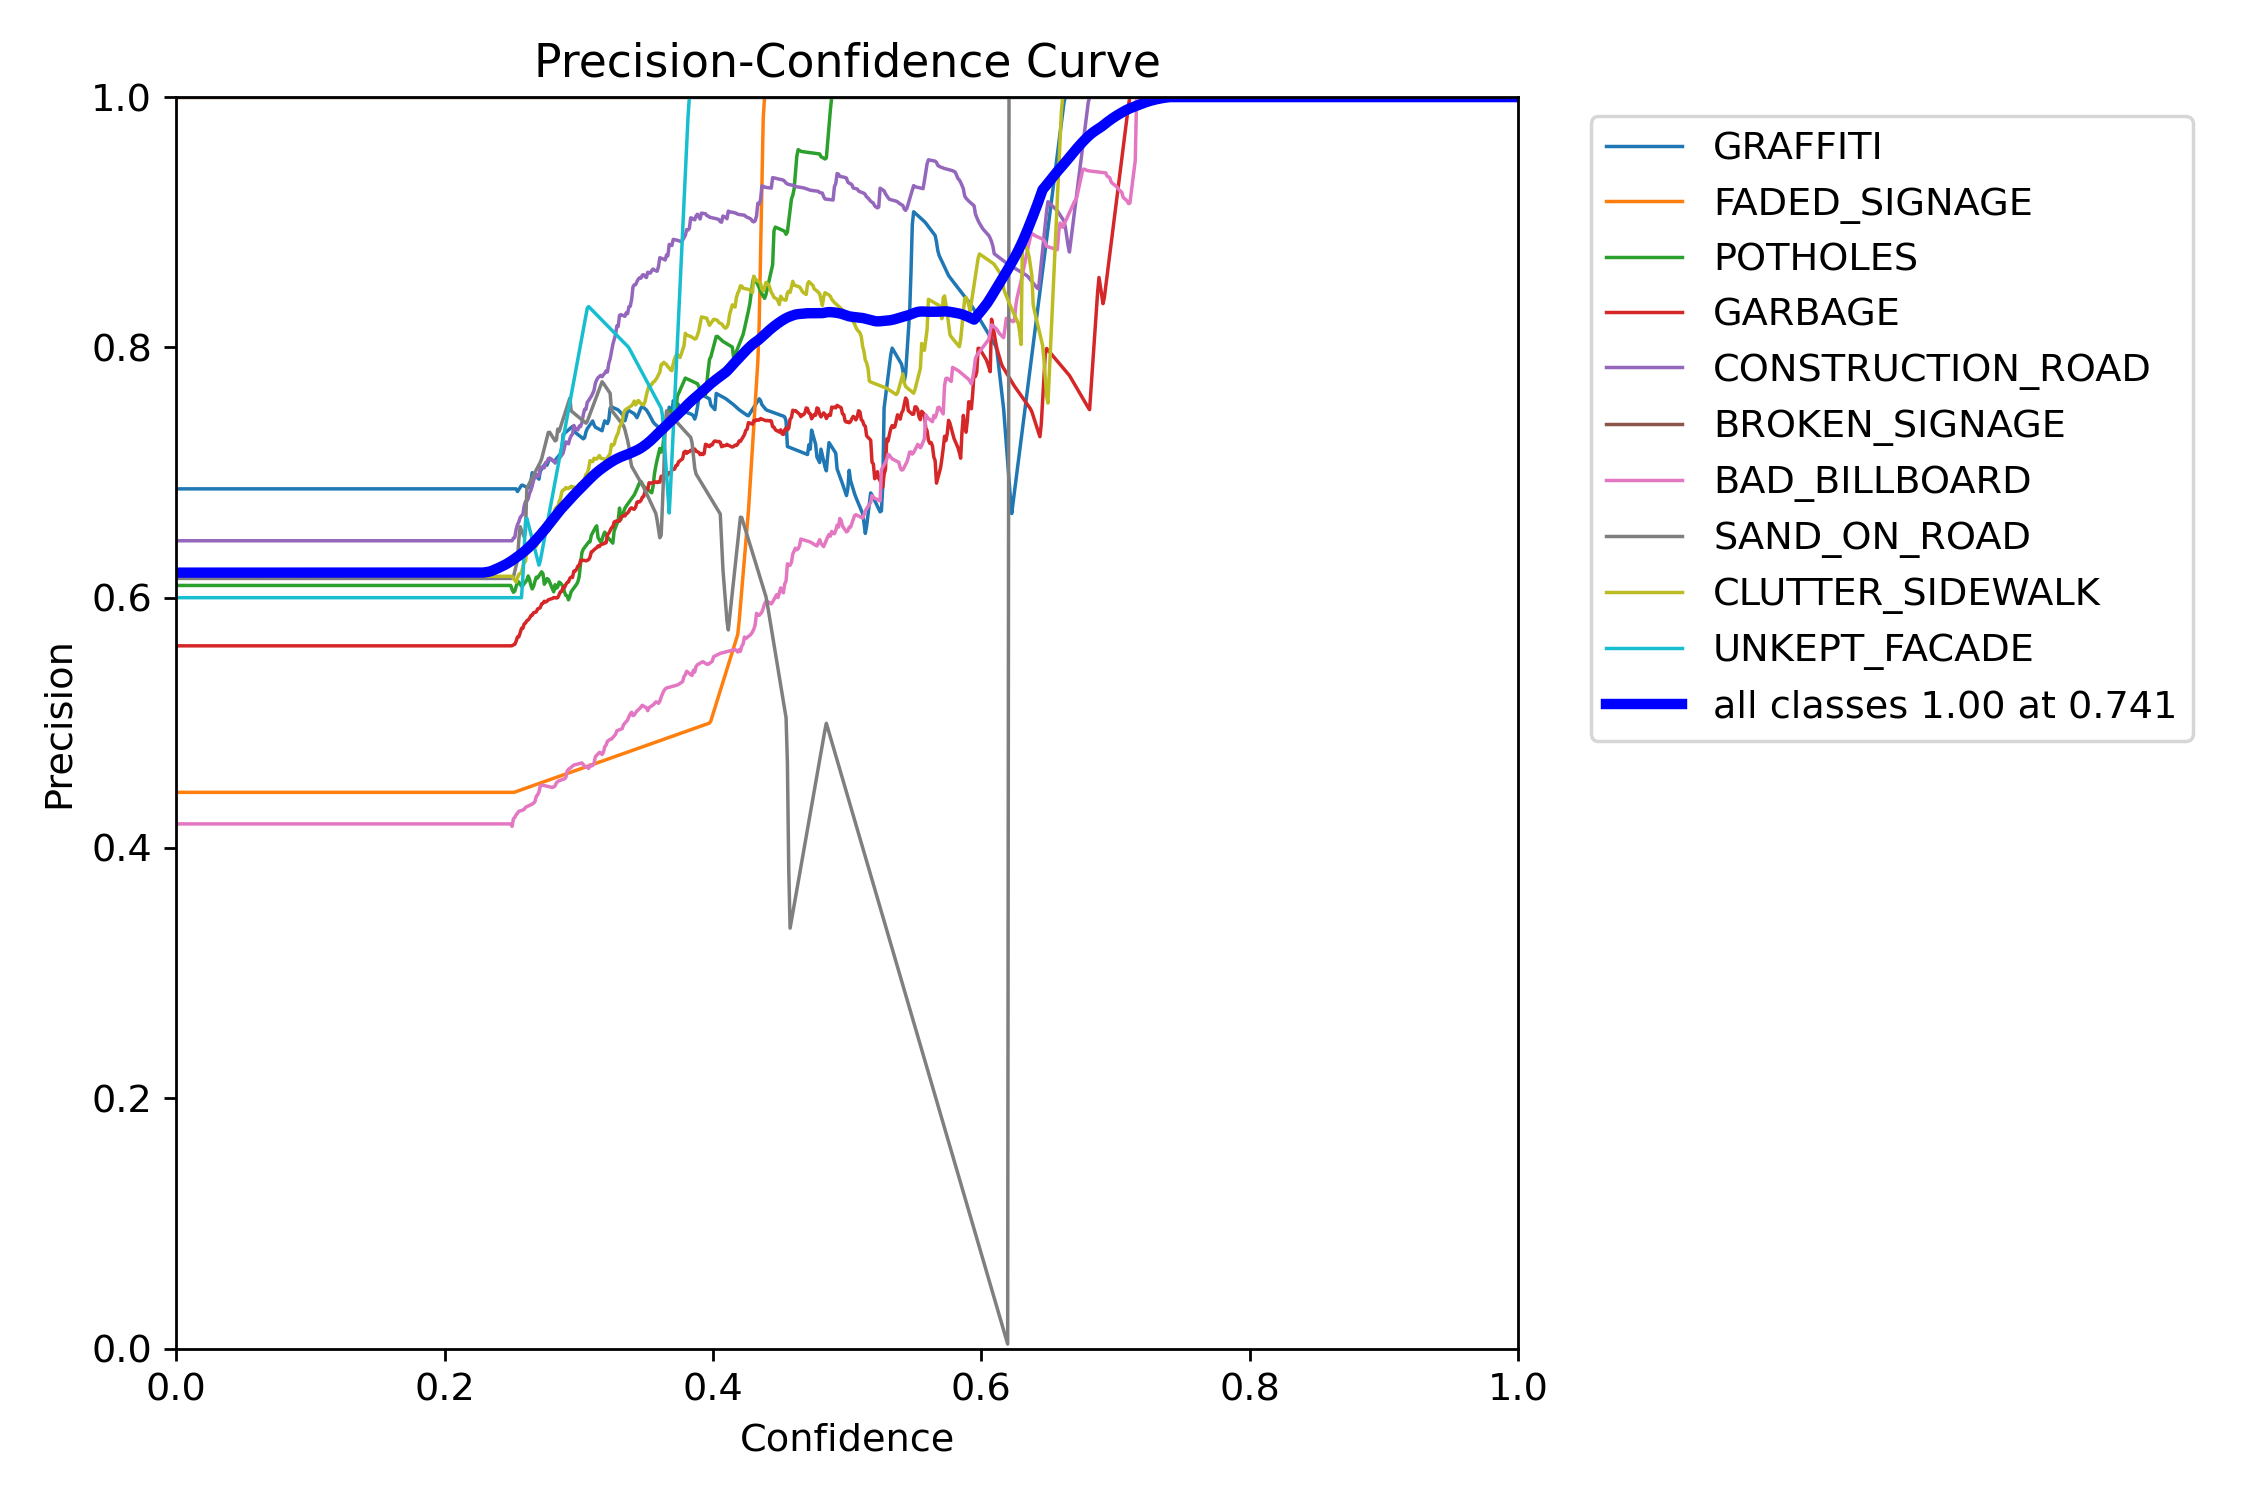 Precision-Confidence Curve
1.0
0.8
0.6
0.4
0.2
0.0
Precision
0.0 0.2 0.4 0.6 0.8 1.0
Confidence
GRAFFITI
FADED_SIGNAGE
POTHOLES
GARBAGE
CONSTRUCTION_ROAD
BROKEN_SIGNAGE
BAD_BILLBOARD
SAND_ON_ROAD
CLUTTER_SIDEWALK
UNKEPT_FACADE
all classes 1.00 at 0.741